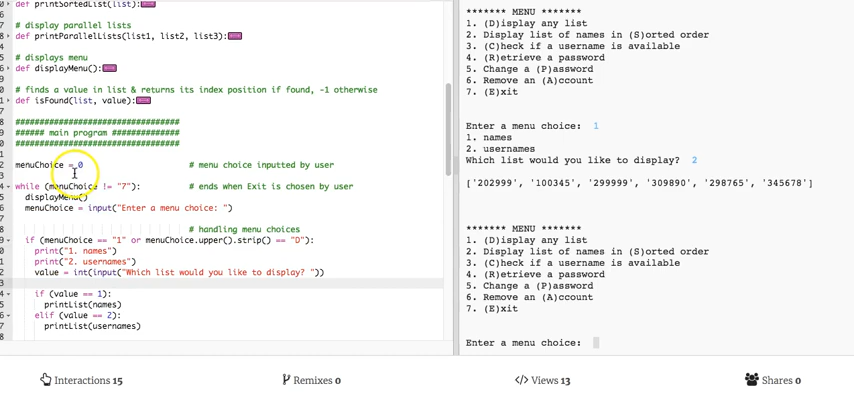 def printSortedList(list):
# display parallel lists
def printParallelLists(list1, list2, list3):
# displays menu
def displayMenu():
# finds a value in list & returns its index position if found, -1 otherwise
def isFound(list, value):
##################################
###### main program ##############
##################################
menuChoice = 0 # menu choice inputted by user
while (menuChoice != "7"): # ends when Exit is chosen by user
displayMenu()
menuChoice = input("Enter a menu choice: ")
# handling menu choices
if (menuChoice == "1" or menuChoice.upper().strip() == "D"):
print("1. names")
print("2. usernames")
value = int(input("Which list would you like to display? "))
if (value == 1):
printList(names)
elif (value == 2):
printList(usernames)
******* MENU *******
1. (D)isplay any list
2. Display list of names in (S)orted order
3. (C)heck if a username is available
4. (R)etrieve a password
5. Change a (P)assword
6. Remove an (A)ccount
7. (E)xit
Enter a menu choice: 1
1. names
2. usernames
Which list would you like to display? 2
['202999', '100345', '299999', '309890', '298765', '345678']
******* MENU *******
1. (D)isplay any list
2. Display list of names in (S)orted order
3. (C)heck if a username is available
4. (R)etrieve a password
5. Change a (P)assword
6. Remove an (A)ccount
7. (E)xit
Enter a menu choice:
Interactions 15
Remixes 0
Views 13
Shares 0